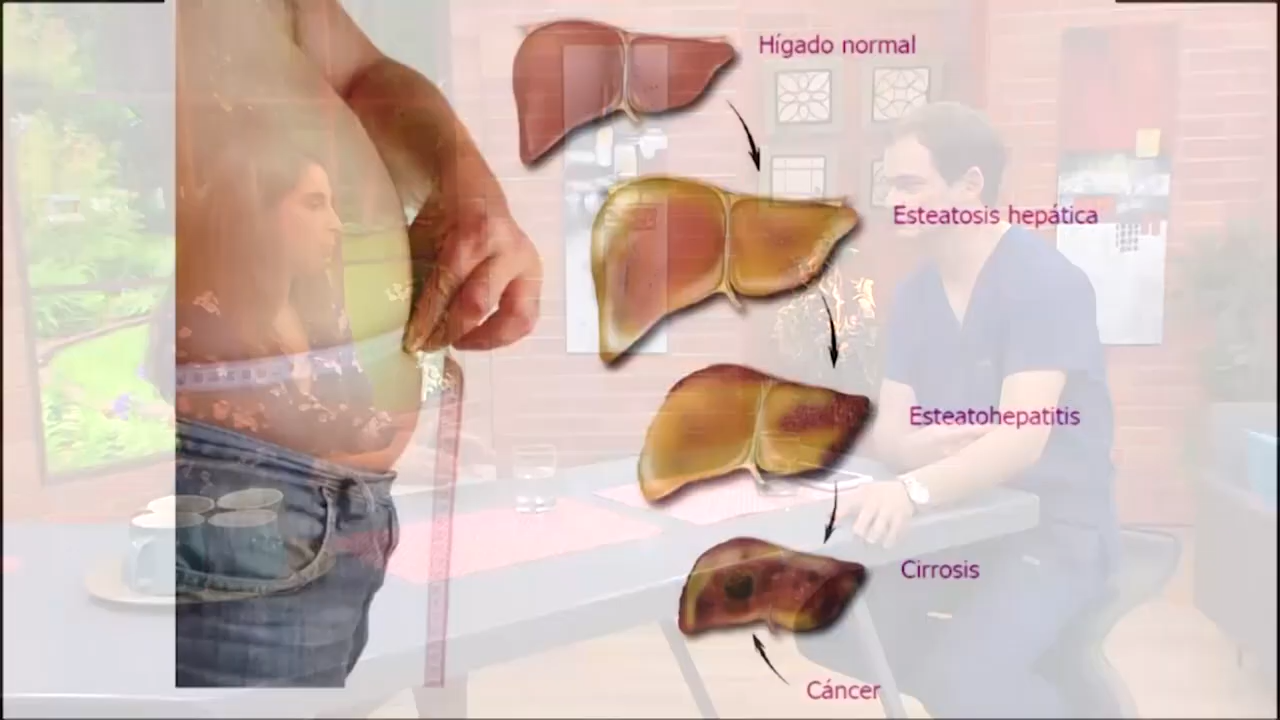 Hígado normal
Esteatosis hepática
Esteatohepatitis
Cirrosis
Cáncer